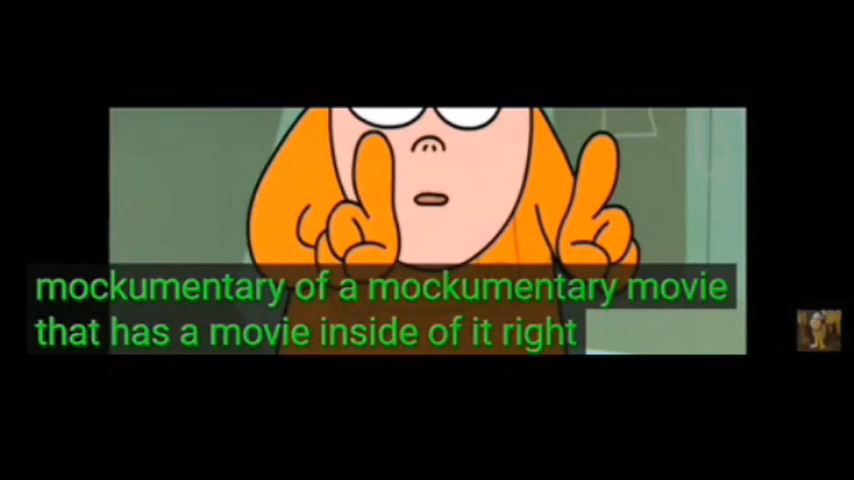 mockumentary of a mockumentary movie
that has a movie inside of it right